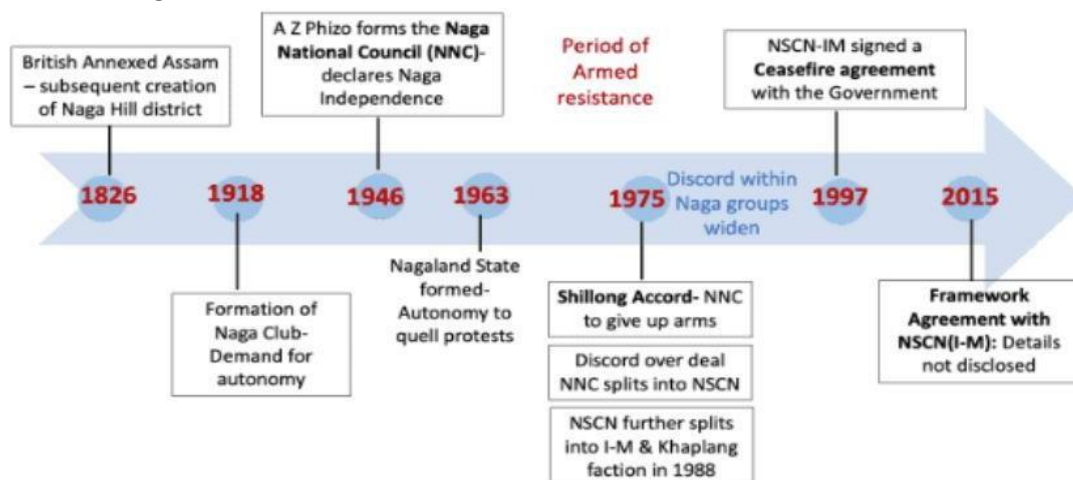 British Annexed Assam
– subsequent creation
of Naga Hill district
A Z Phizo forms the Naga
National Council (NNC)-
declares Naga
Independence
Period of
Armed
resistance
NSCN-IM signed a
Ceasefire agreement
with the Government
1826
1918
1946
1963
1975
Discord within
Naga groups
widen
1997
2015
Formation of
Naga Club-
Demand for
autonomy
Nagaland State
formed-
Autonomy to
quell protests
Shillong Accord- NNC
to give up arms
Discord over deal
NNC splits into NSCN
NSCN further splits
into I-M & Khaplang
faction in 1988
Framework
Agreement with
NSCN(I-M): Details
not disclosed